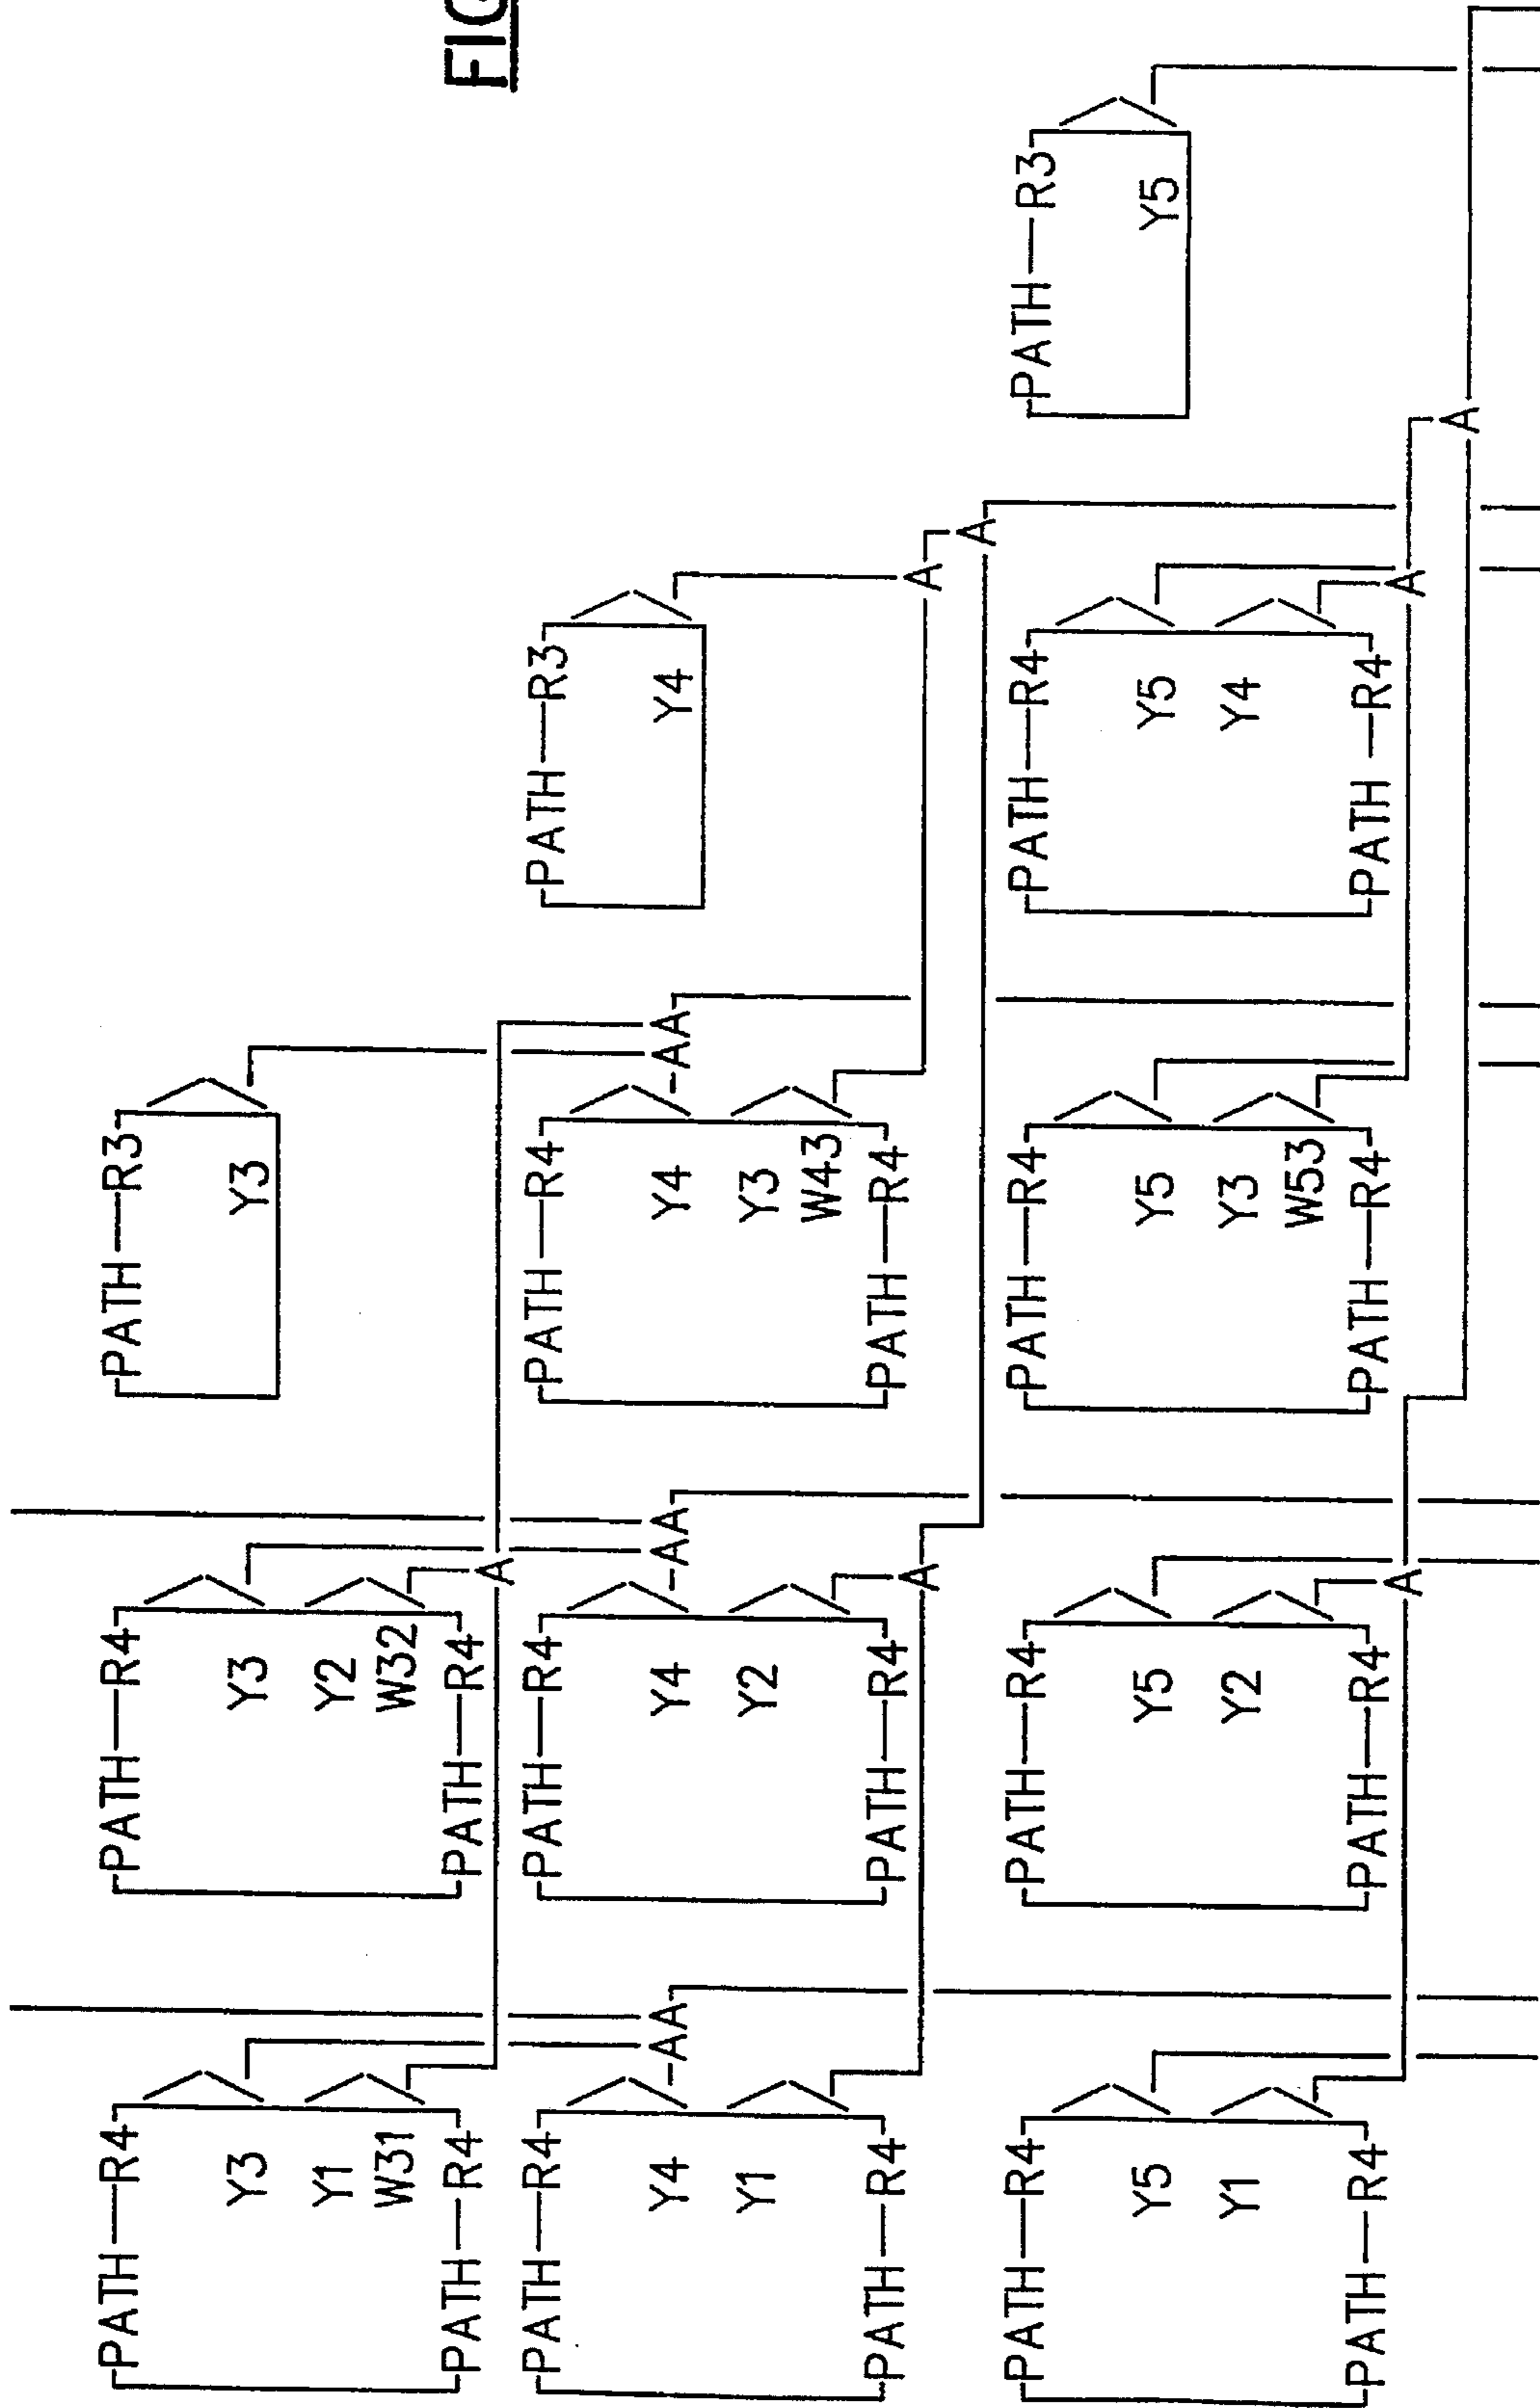 PATH—R4 PATH—R4 PATH—R3
Y3 Y3 Y3
Y1 Y2
W31 W32
PATH—R4 PATH—R4
FIG
A
PATH—R4 PATH—R4 PATH—R4 PATH—R3
Y4 AA Y4 AA Y4 AA Y4
Y1 Y2 Y3
W43
PATH—R4 PATH—R4 PATH—R4
A A
A
PATH—R4 PATH—R4 PATH—R4 PATH—R4 PATH—R3
Y5 Y5 Y5 Y5 Y5
Y1 Y2 Y3 Y4
W53
PATH—R4 PATH—R4 PATH—R4 PATH—R4
A A
A